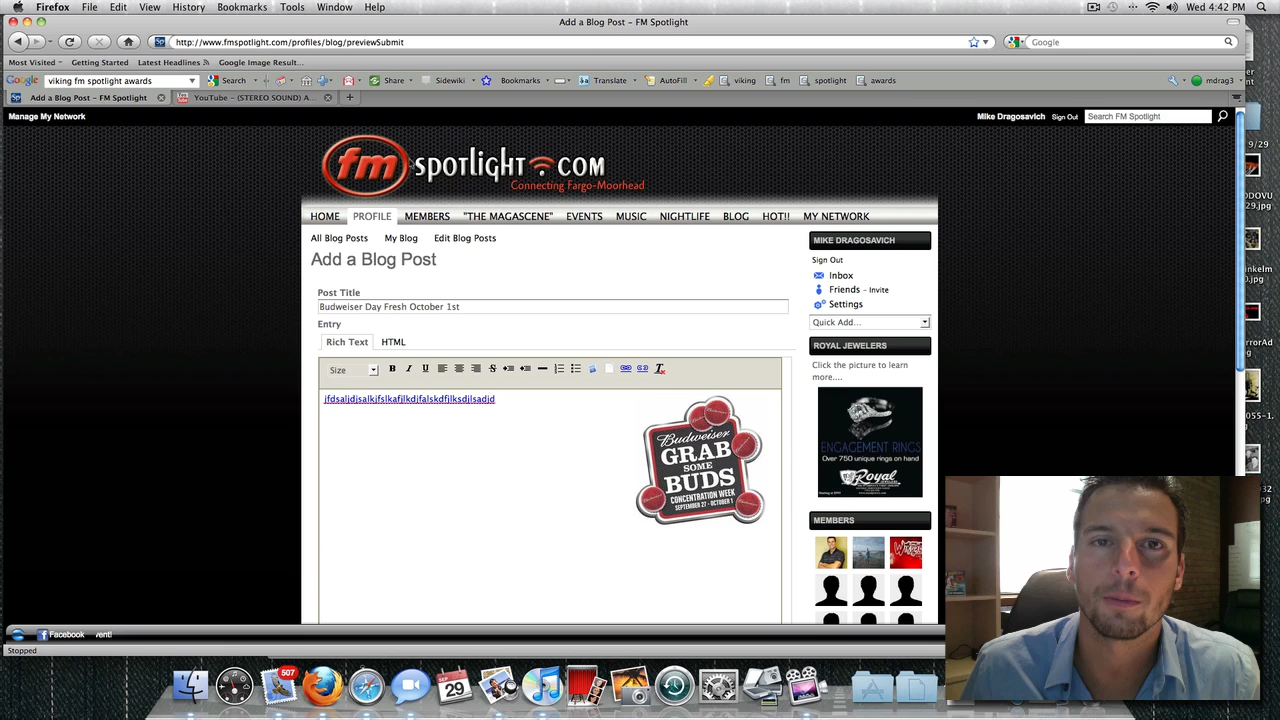 Firefox File Edit View History Bookmarks Tools Window Help
Wed 4:42 PM
Add a Blog Post – FM Spotlight
http://www.fmspotlight.com/profiles/blog/previewSubmit
Google
Most Visited Getting Started Latest Headlines Google Image Result...
Google viking fm spotlight awards Search Share Sidewiki Bookmarks Translate AutoFill viking fm spotlight awards mdrag3
Add a Blog Post – FM Spotlight YouTube – (STEREO SOUND) A...
Manage My Network
Mike Dragosavich Sign Out Search FM Spotlight
fm spotlight.com
Connecting Fargo-Moorhead
HOME PROFILE MEMBERS "THE MAGASCENE" EVENTS MUSIC NIGHTLIFE BLOG HOT!! MY NETWORK
All Blog Posts My Blog Edit Blog Posts
Add a Blog Post
Post Title
Budweiser Day Fresh October 1st
Entry
Rich Text HTML
Size B I U S
jfdsaljdjsalkjfslkafjlkdjfalskdfjlksdjlsadjd
Budweiser
GRAB
SOME
BUDS
CONCENTRATION WEEK
SEPTEMBER 27 - OCTOBER 1
MIKE DRAGOSAVICH
Sign Out
Inbox
Friends – Invite
Settings
Quick Add...
ROYAL JEWELERS
Click the picture to learn
more....
ENGAGEMENT RINGS
Over 750 unique rings on hand
Royal
MEMBERS
9/29
Facebook
Stopped
507
SEP
29